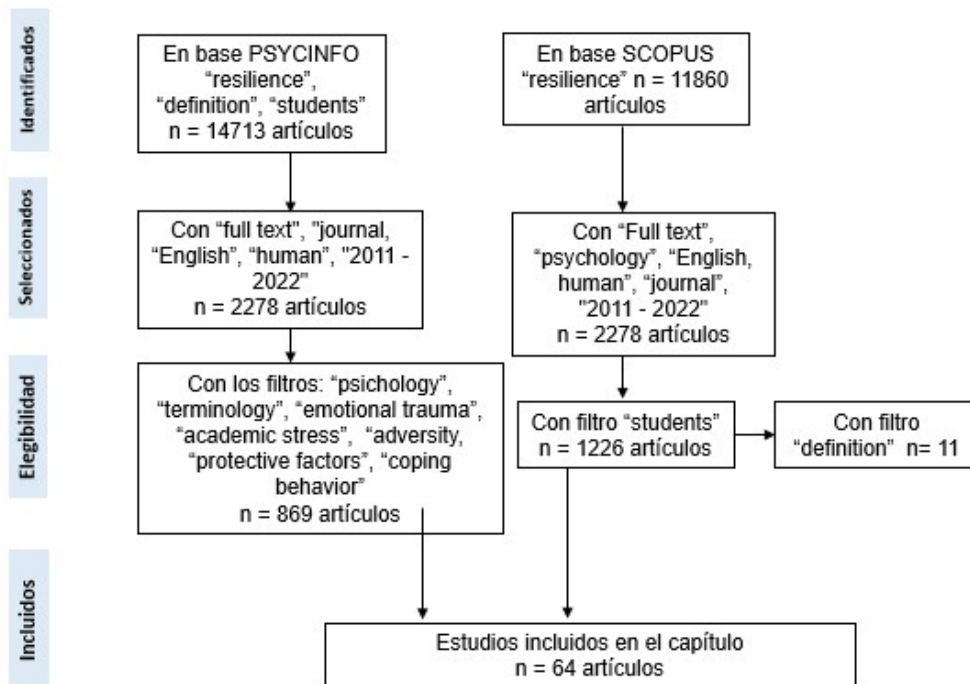 Identificados
En base PSYCINFO
“resilience”,
“definition”, “students”
n = 14713 artículos
En base SCOPUS
“resilience” n = 11860
artículos
Seleccionados
Con “full text”, "journal,
“English”, “human”, "2011 -
2022"
n = 2278 artículos
Con “Full text”,
“psychology”, “English,
human”, “journal”,
"2011 - 2022"
n = 2278 artículos
Elegibilidad
Con los filtros: “psichology”,
“terminology”, “emotional trauma”,
“academic stress”, “adversity,
“protective factors”, “coping
behavior”
n = 869 artículos
Con filtro “students”
n = 1226 artículos
Con filtro
“definition” n= 11
Incluidos
Estudios incluidos en el capítulo
n = 64 artículos